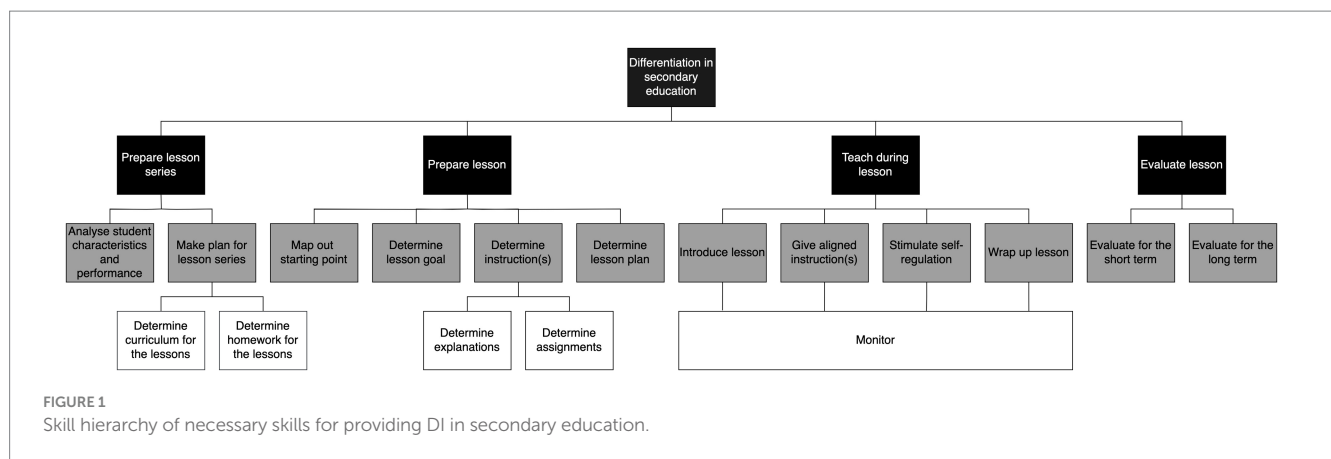 Differentiation in
secondary
education
Prepare lesson
series
Prepare lesson
Teach during
lesson
Evaluate lesson
Analyse student
characteristics
and
performance
Make plan for
lesson series
Map out
starting point
Determine
lesson goal
Determine
instruction(s)
Determine
lesson plan
Introduce lesson
Give aligned
instruction(s)
Stimulate self-
regulation
Wrap up lesson
Evaluate for the
short term
Evaluate for the
long term
Determine
curriculum for
the lessons
Determine
homework for
the lessons
Determine
explanations
Determine
assignments
Monitor
FIGURE 1
Skill hierarchy of necessary skills for providing DI in secondary education.